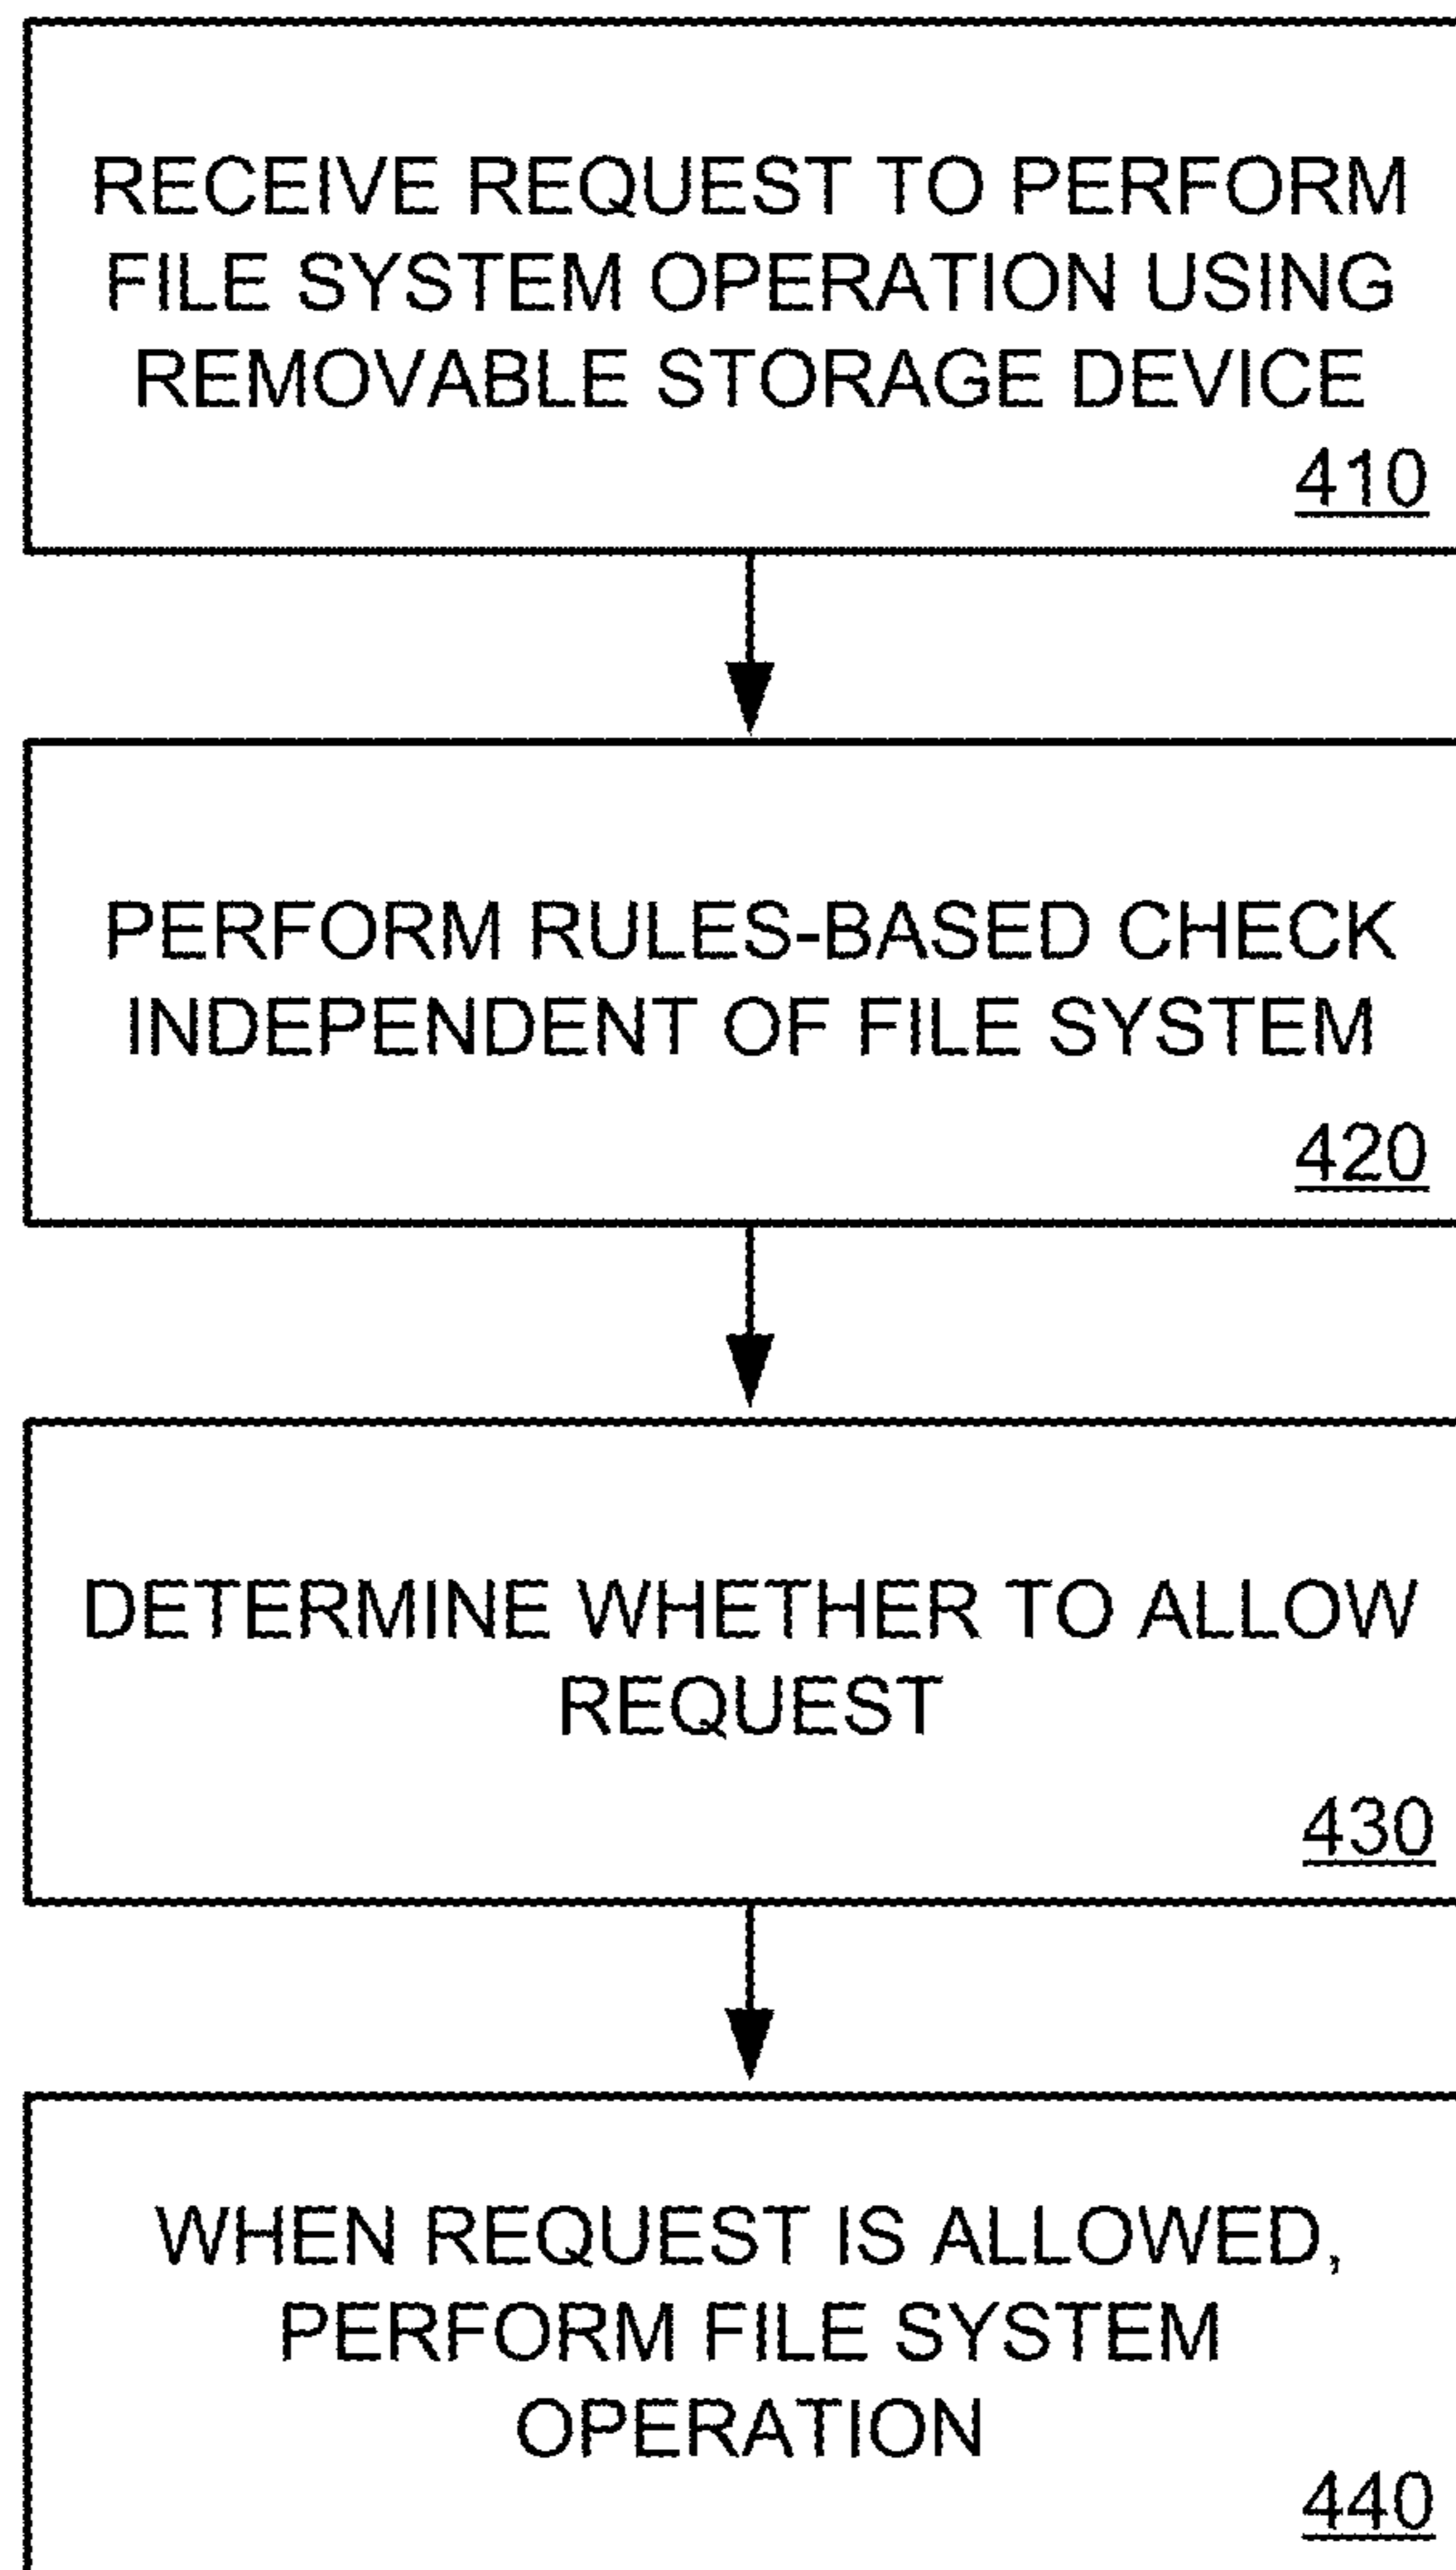 RECEIVE REQUEST TO PERFORM
FILE SYSTEM OPERATION USING
REMOVABLE STORAGE DEVICE
410
PERFORM RULES-BASED CHECK
INDEPENDENT OF FILE SYSTEM
420
DETERMINE WHETHER TO ALLOW
REQUEST
430
WHEN REQUEST IS ALLOWED,
PERFORM FILE SYSTEM
OPERATION
440